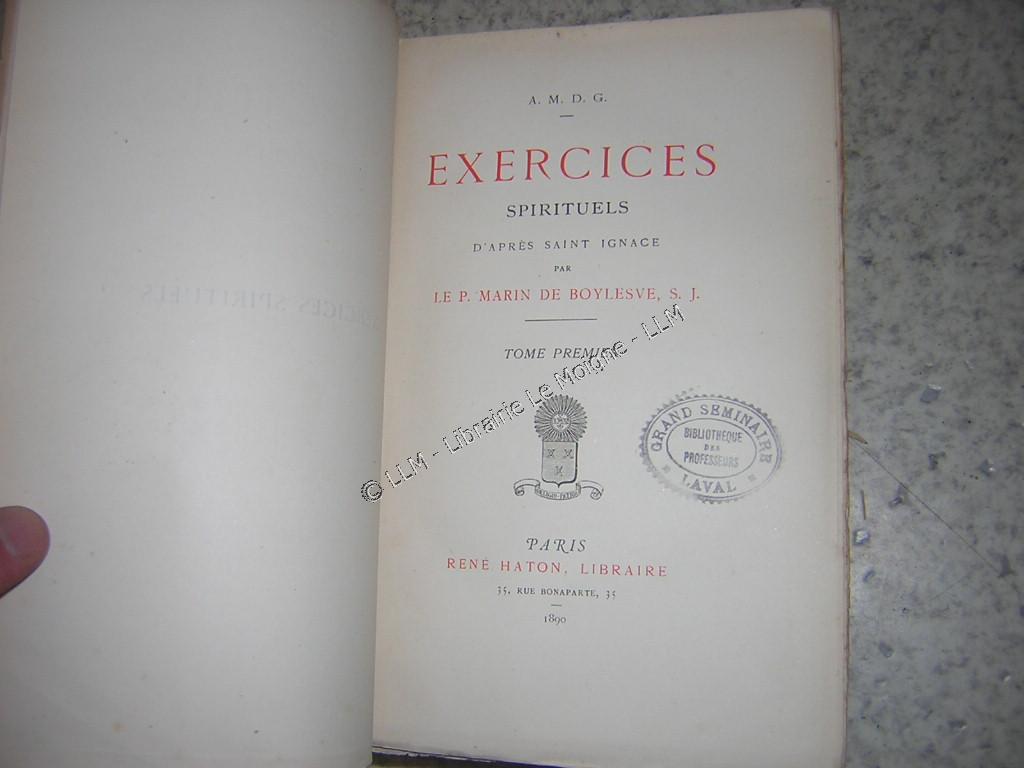 A. M. D. G.
EXERCICES
SPIRITUELS
D'APRÈS SAINT IGNACE
PAR
LE P. MARIN DE BOYLESVE, S. J.
TOME PREMIER
© LLM - Librairie Le Moigne - LLM
GRAND SEMINAIRE
BIBLIOTHEQUE
DES
PROFESSEURS
LAVAL
PARIS
RENÉ HATON, LIBRAIRE
35, RUE BONAPARTE, 35
1890